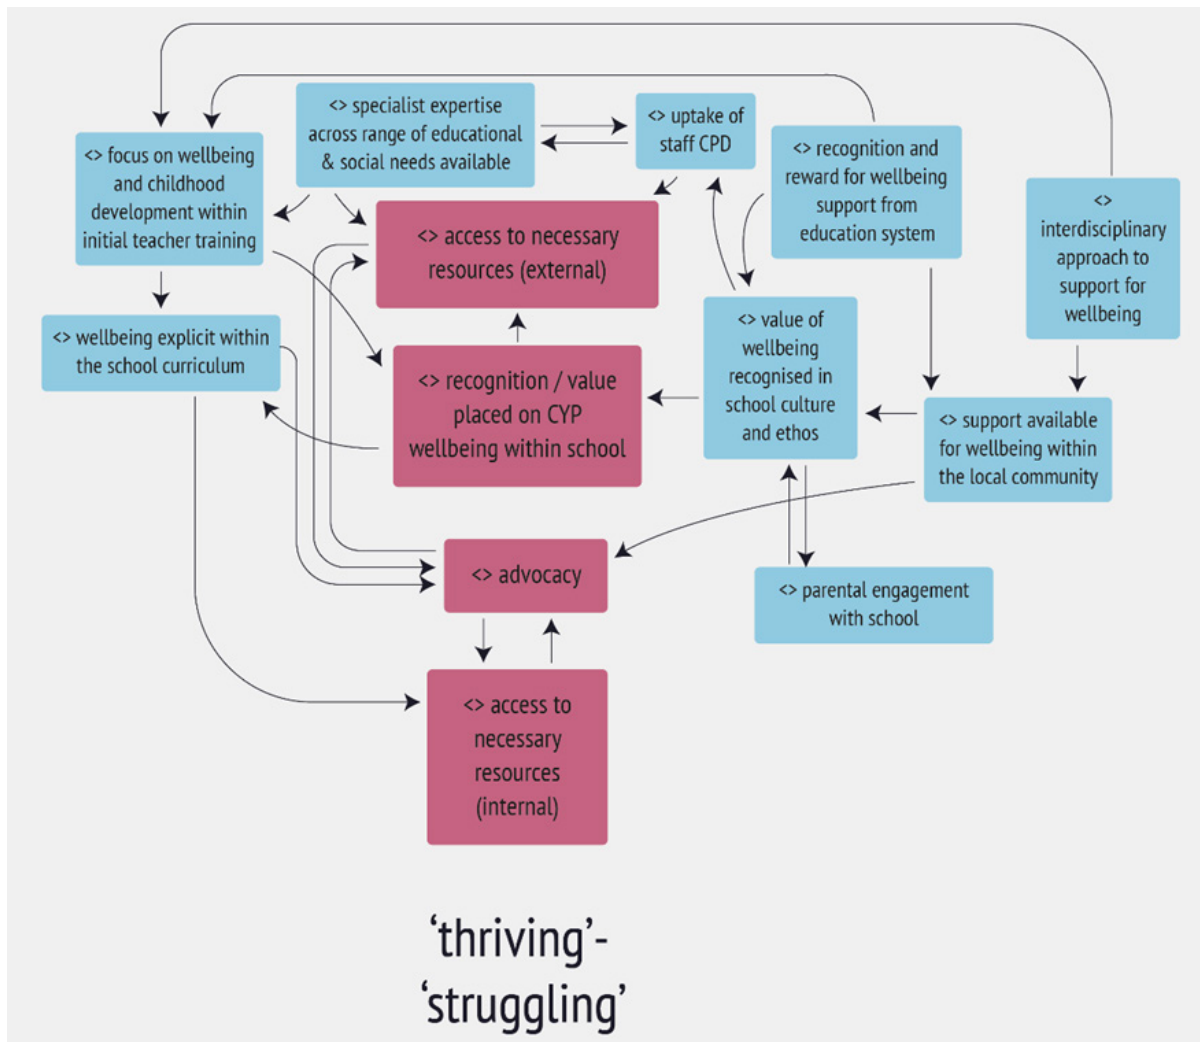 <> specialist expertise
across range of educational
& social needs available
<> uptake of
staff CPD
<> focus on wellbeing
and childhood
development within
initial teacher training
<> recognition and
reward for wellbeing
support from
education system
<>
interdisciplinary
approach to
support for
wellbeing
<> access to necessary
resources (external)
<> wellbeing explicit within
the school curriculum
<> recognition / value
placed on CYP
wellbeing within school
<> value of
wellbeing
recognised in
school culture
and ethos
<> support available
for wellbeing within
the local community
<> advocacy
<> parental engagement
with school
<> access to
necessary
resources
(internal)
‘thriving’-
‘struggling’